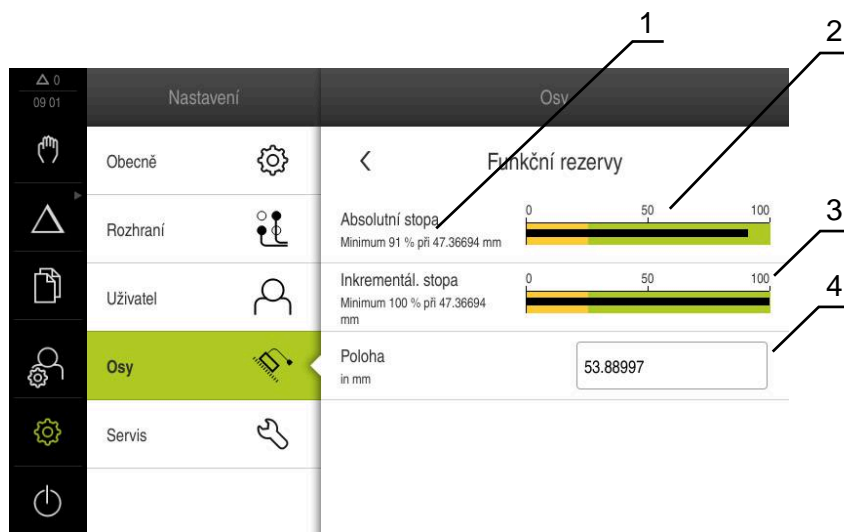 1
2
3
4
0
09 01
Nastavení
Osy
Obecně
Rozhraní
Uživatel
Osy
Servis
Funkční rezervy
Absolutní stopa
Minimum 91 % při 47.36694 mm
0 50 100
Inkrementál. stopa
Minimum 100 % při 47.36694
mm
0 50 100
Poloha
in mm
53.88997